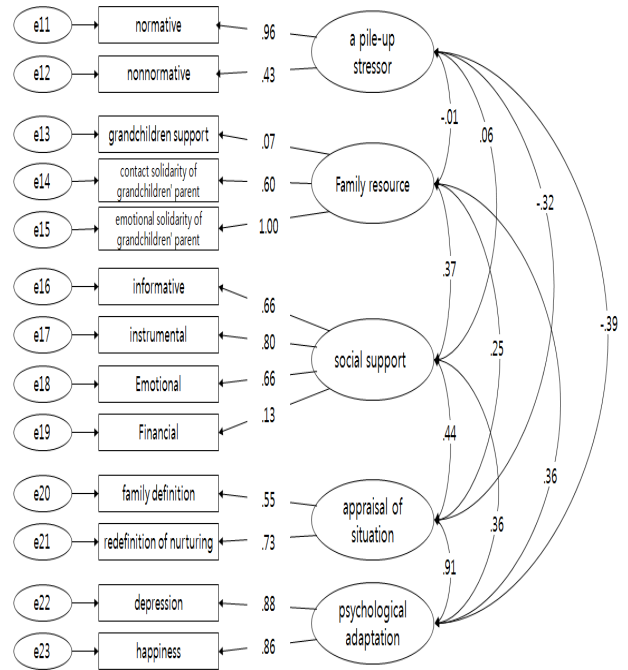 e11
normative
.96
a pile-up
stressor
e12
nonnormative
.43
-.01
.06
e13
grandchildren support
.07
e14
contact solidarity of
grandchildren' parent
.60
Family resource
-.32
e15
emotional solidarity of
grandchildren' parent
1.00
.37
e16
informative
.66
-.39
e17
instrumental
.80
.25
social support
e18
Emotional
.66
e19
Financial
.13
.44
.36
e20
family definition
.55
appraisal of
situation
.36
e21
redefinition of nurturing
.73
.91
e22
depression
.88
psychological
adaptation
e23
happiness
.86